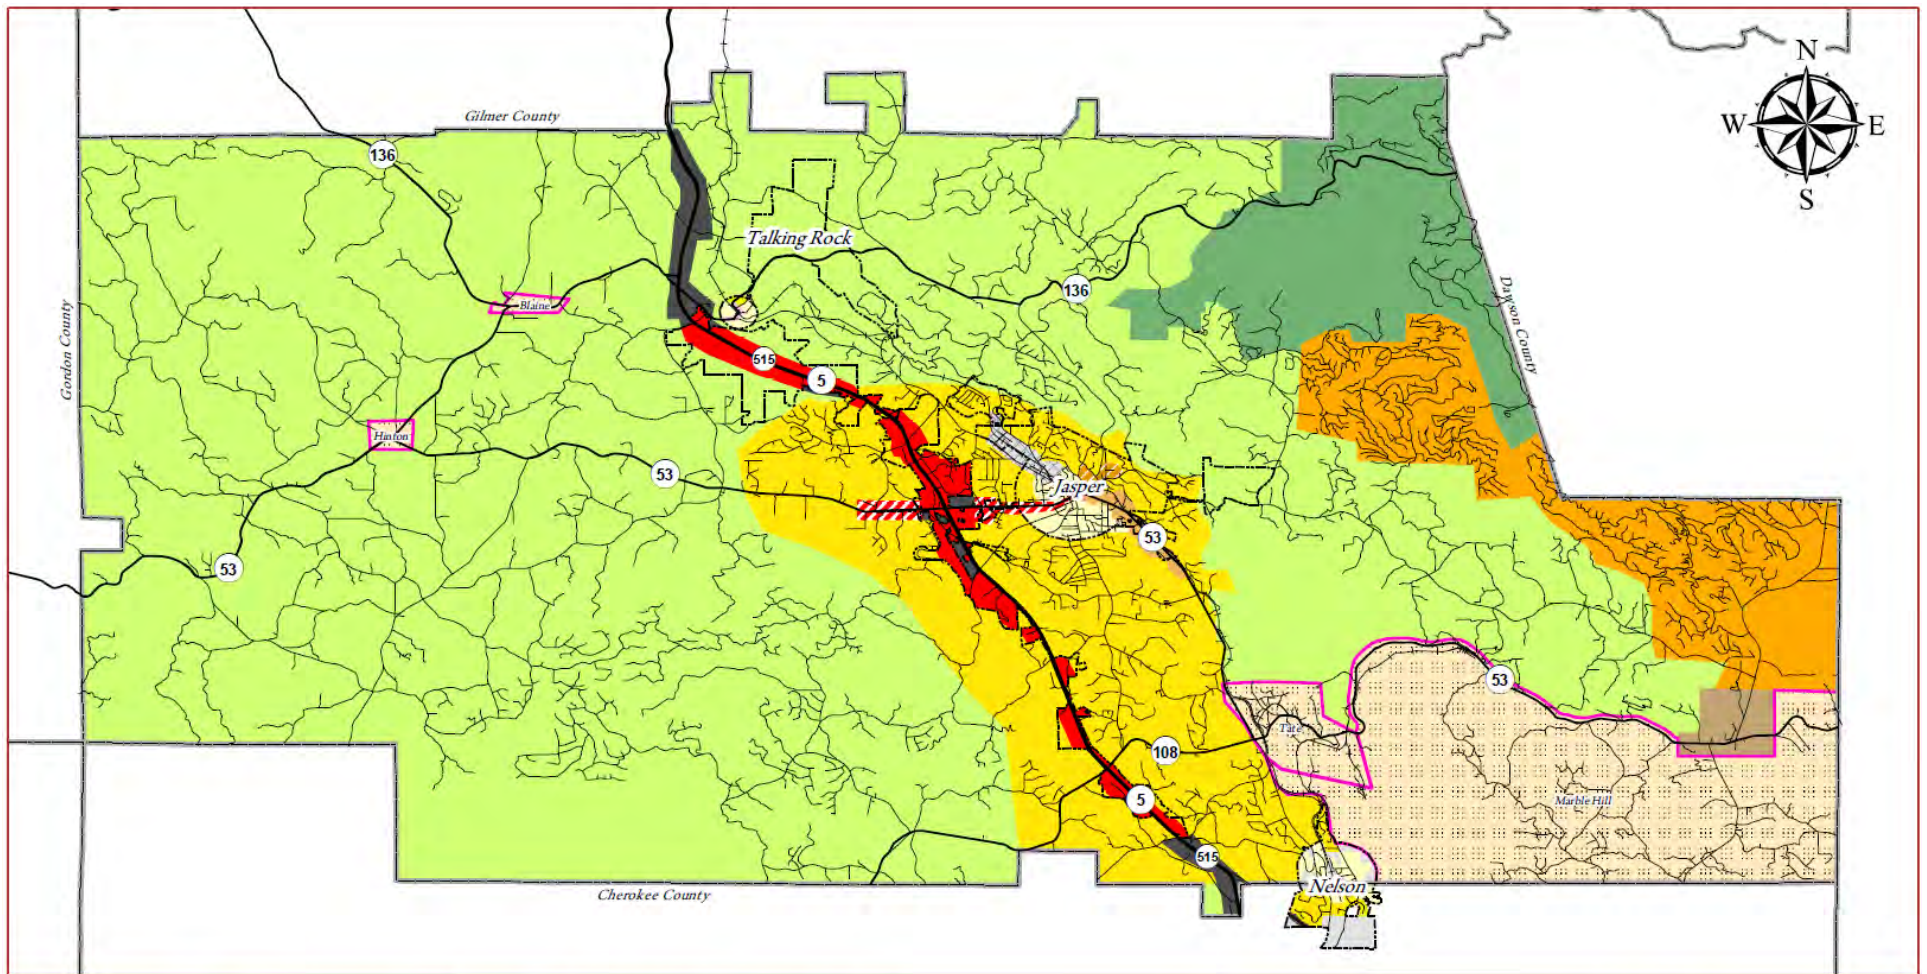 N
W E
S
Gilmer County
136
Talking Rock
136
Dawson County
Blaine
Gordon County
515
5
Hinton
53
Jasper
53
53
53
Tate
108
5
Marble Hill
515
Nelson
Cherokee County